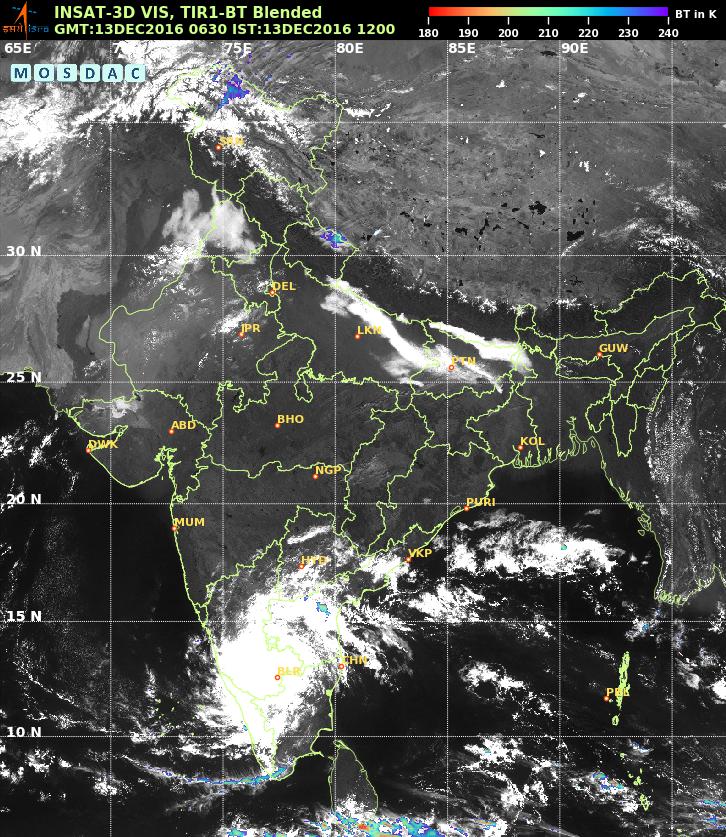 INSAT-3D VIS, TIR1-BT Blended
GMT:13DEC2016 0630 IST:13DEC2016 1200
BT in K
180 190 200 210 220 230 240
65E 75E 80E 85E 90E
MOSDAC
SRN
30 N
DEL
JPR
LKN
GUW
PTN
25 N
ABD
BHO
DWK
KOL
NGP
20 N
PURI
MUM
VKP
HYD
15 N
CHN
BLR
PBL
10 N